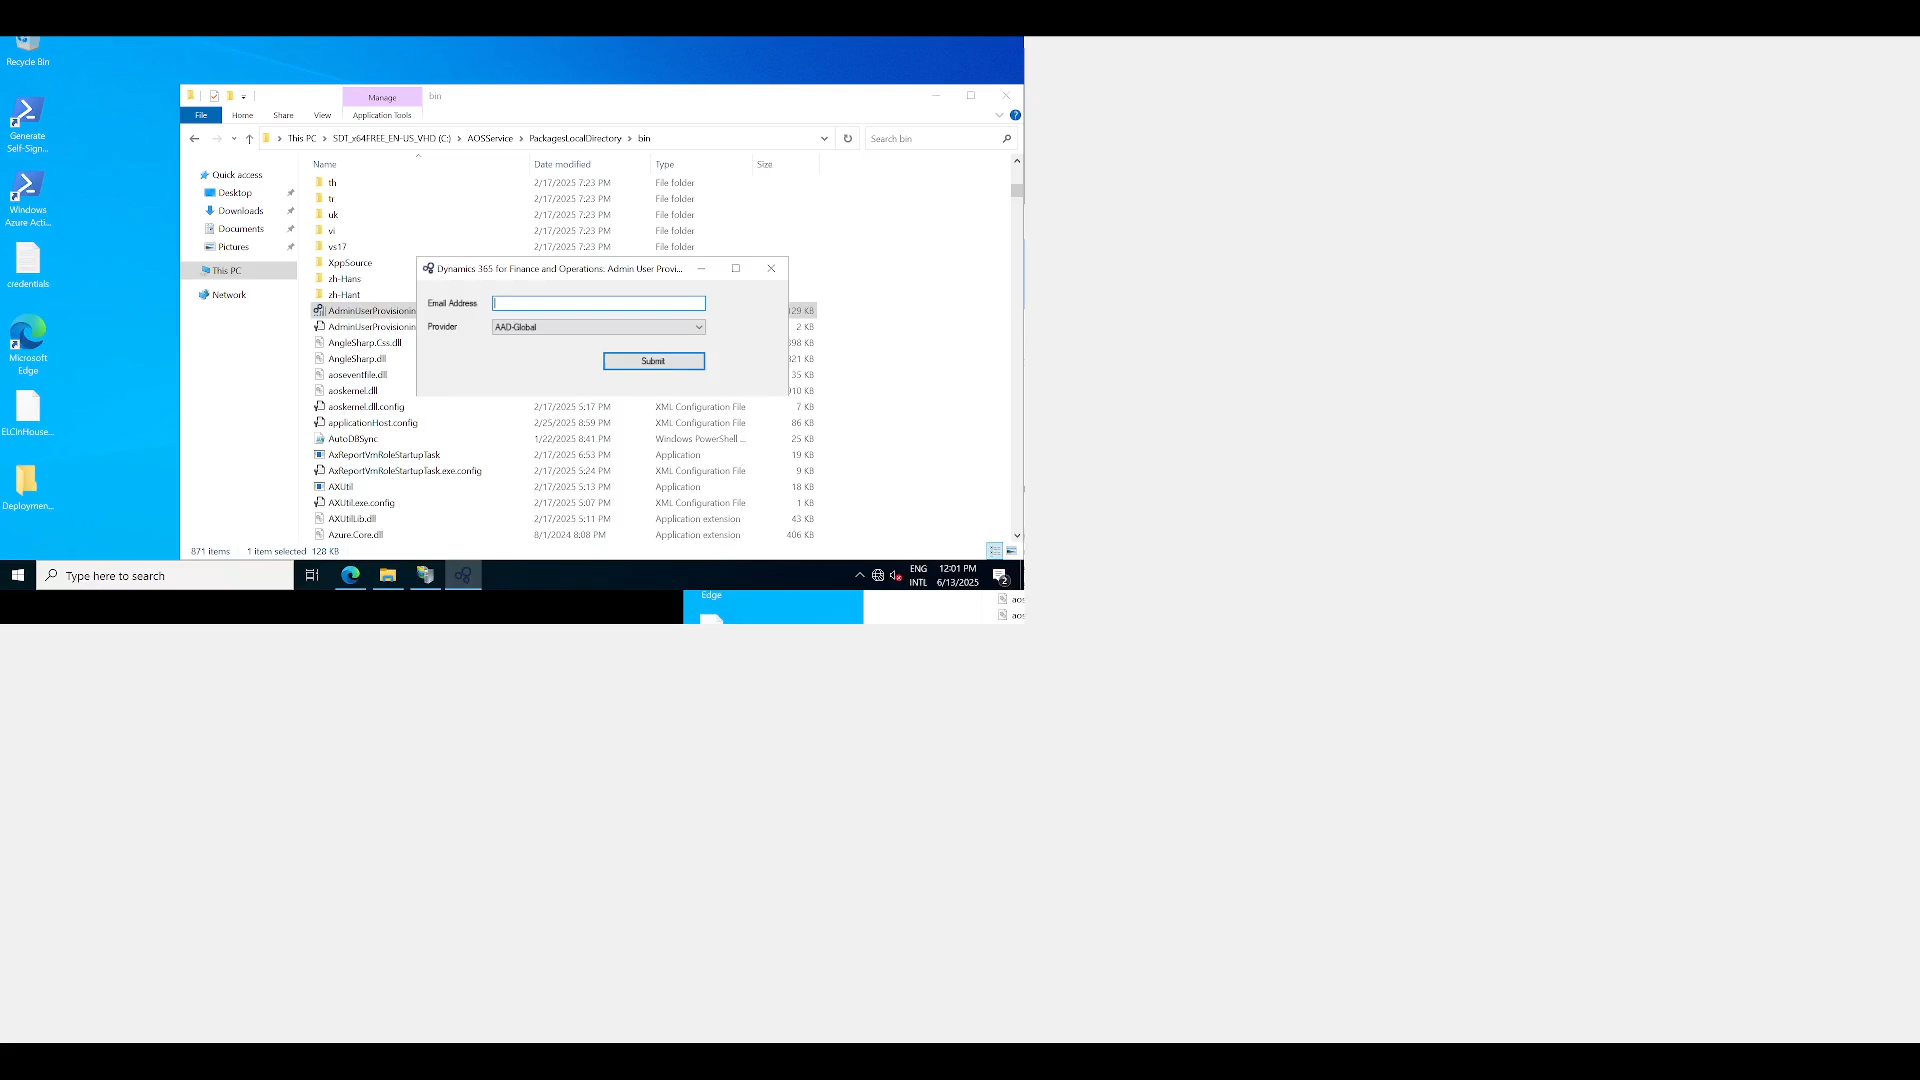 Recycle Bin
Generate
Self-Sign...
Windows
Azure Acti...
credentials
Microsoft
Edge
ELCInHouse...
Deploymen...
Manage
bin
File
Home
Share
View
Application Tools
This PC
SDT_x64FREE_EN-US_VHD (C:)
AOSService
PackagesLocalDirectory
bin
Search bin
Quick access
Desktop
Downloads
Documents
Pictures
This PC
Network
Name Date modified Type Size
th 2/17/2025 7:23 PM File folder
tr 2/17/2025 7:23 PM File folder
uk 2/17/2025 7:23 PM File folder
vi 2/17/2025 7:23 PM File folder
vs17 2/17/2025 7:23 PM File folder
XppSource
zh-Hans
zh-Hant
AdminUserProvisionin 129 KB
AdminUserProvisionin 2 KB
AngleSharp.Css.dll 398 KB
AngleSharp.dll 321 KB
aoseventfile.dll 35 KB
aoskernel.dll 910 KB
aoskernel.dll.config 2/17/2025 5:17 PM XML Configuration File 7 KB
applicationHost.config 2/25/2025 8:59 PM XML Configuration File 86 KB
AutoDBSync 1/22/2025 8:41 PM Windows PowerShell ... 25 KB
AxReportVmRoleStartupTask 2/17/2025 6:53 PM Application 19 KB
AxReportVmRoleStartupTask.exe.config 2/17/2025 5:24 PM XML Configuration File 9 KB
AXUtil 2/17/2025 5:13 PM Application 18 KB
AXUtil.exe.config 2/17/2025 5:07 PM XML Configuration File 1 KB
AXUtilLib.dll 2/17/2025 5:11 PM Application extension 43 KB
Azure.Core.dll 8/1/2024 8:08 PM Application extension 406 KB
871 items 1 item selected 128 KB
Dynamics 365 for Finance and Operations: Admin User Provi...
Email Address
Provider AAD-Global
Submit
Type here to search
ENG
INTL
12:01 PM
6/13/2025
2
Edge
aos
aos